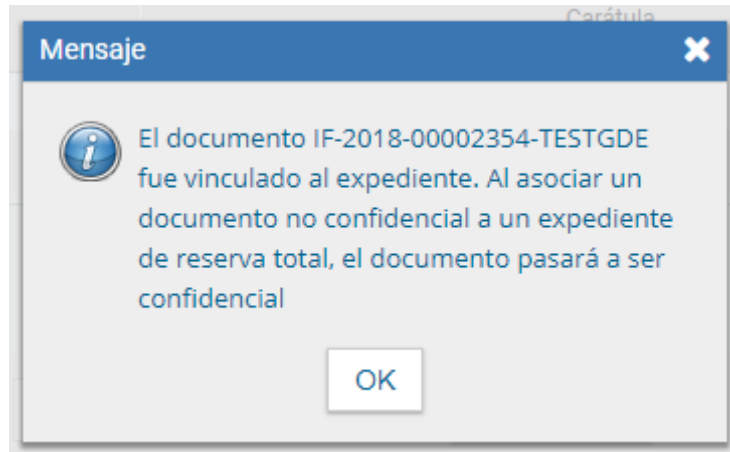 Carátula
Mensaje
El documento IF-2018-00002354-TESTGDE
fue vinculado al expediente. Al asociar un
documento no confidencial a un expediente
de reserva total, el documento pasará a ser
confidencial
OK